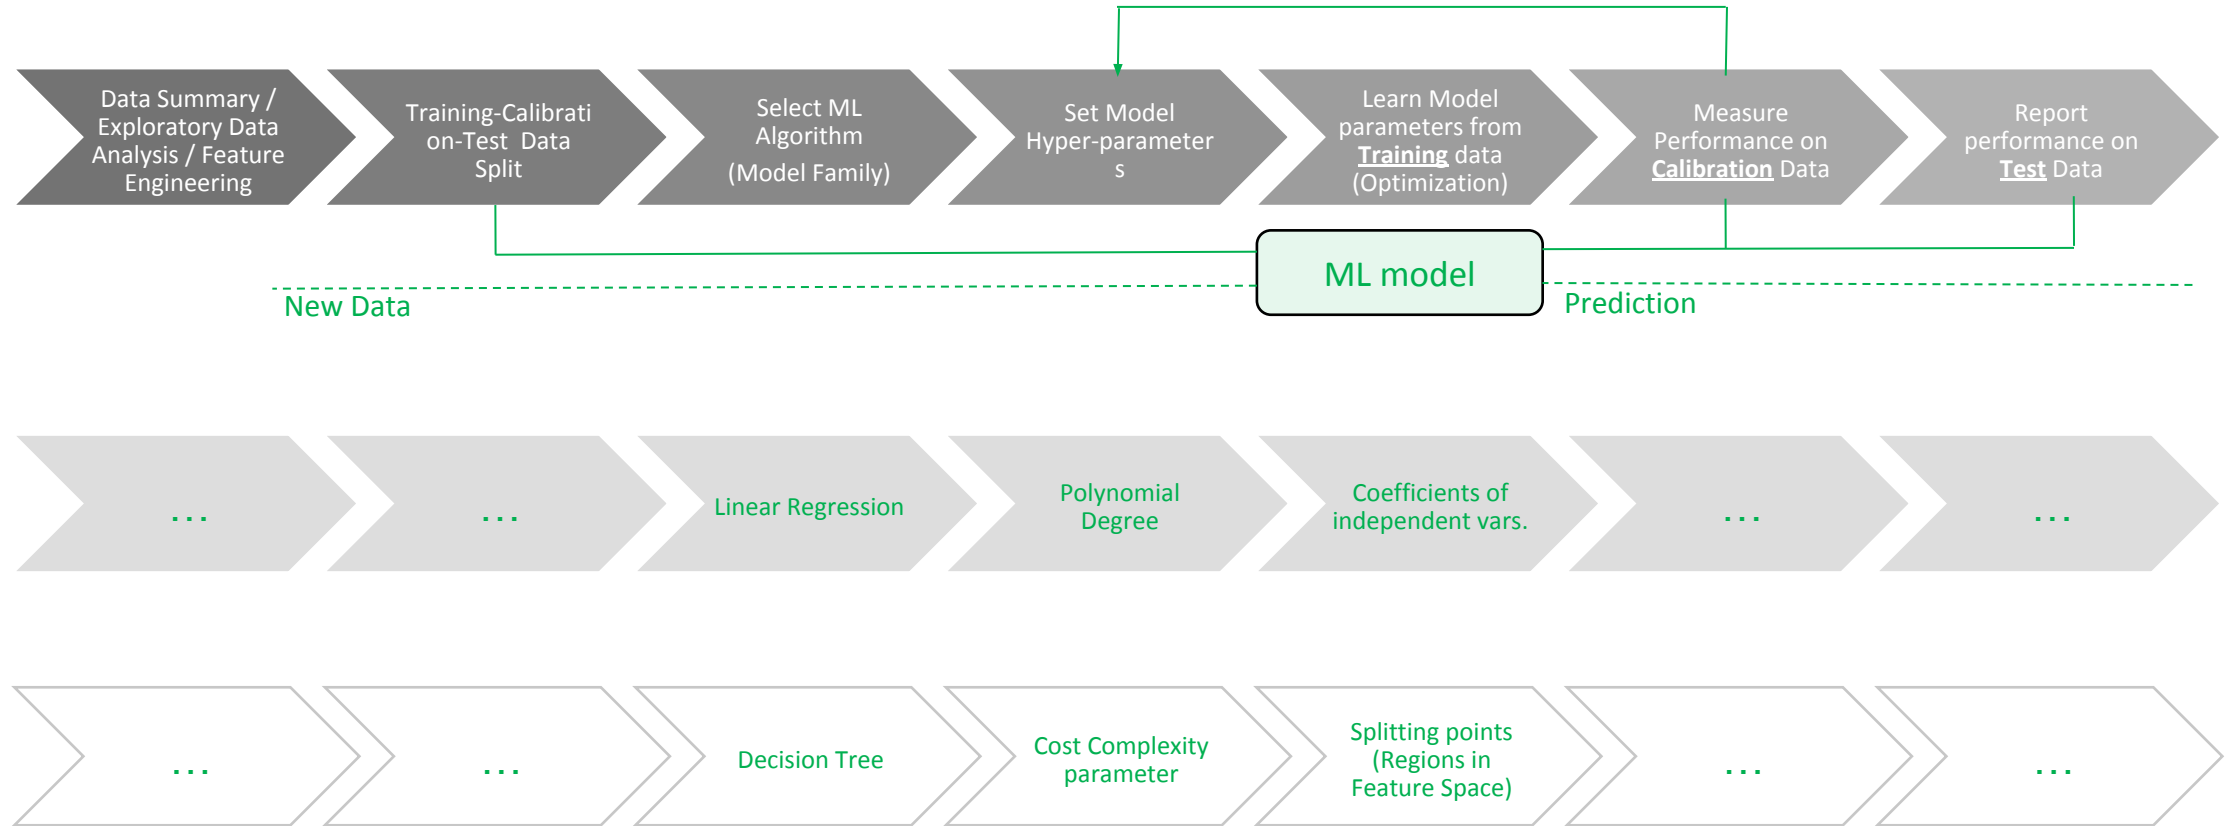 Data Summary /
Exploratory Data
Analysis / Feature
Engineering
Training-Calibrati
on-Test Data
Split
Select ML
Algorithm
(Model Family)
Set Model
Hyper-parameter
s
Learn Model
parameters from
Training data
(Optimization)
Measure
Performance on
Calibration Data
Report
performance on
Test Data
ML model
New Data
Prediction
...
...
Linear Regression
Polynomial
Degree
Coefficients of
independent vars.
...
...
...
...
Decision Tree
Cost Complexity
parameter
Splitting points
(Regions in
Feature Space)
...
...